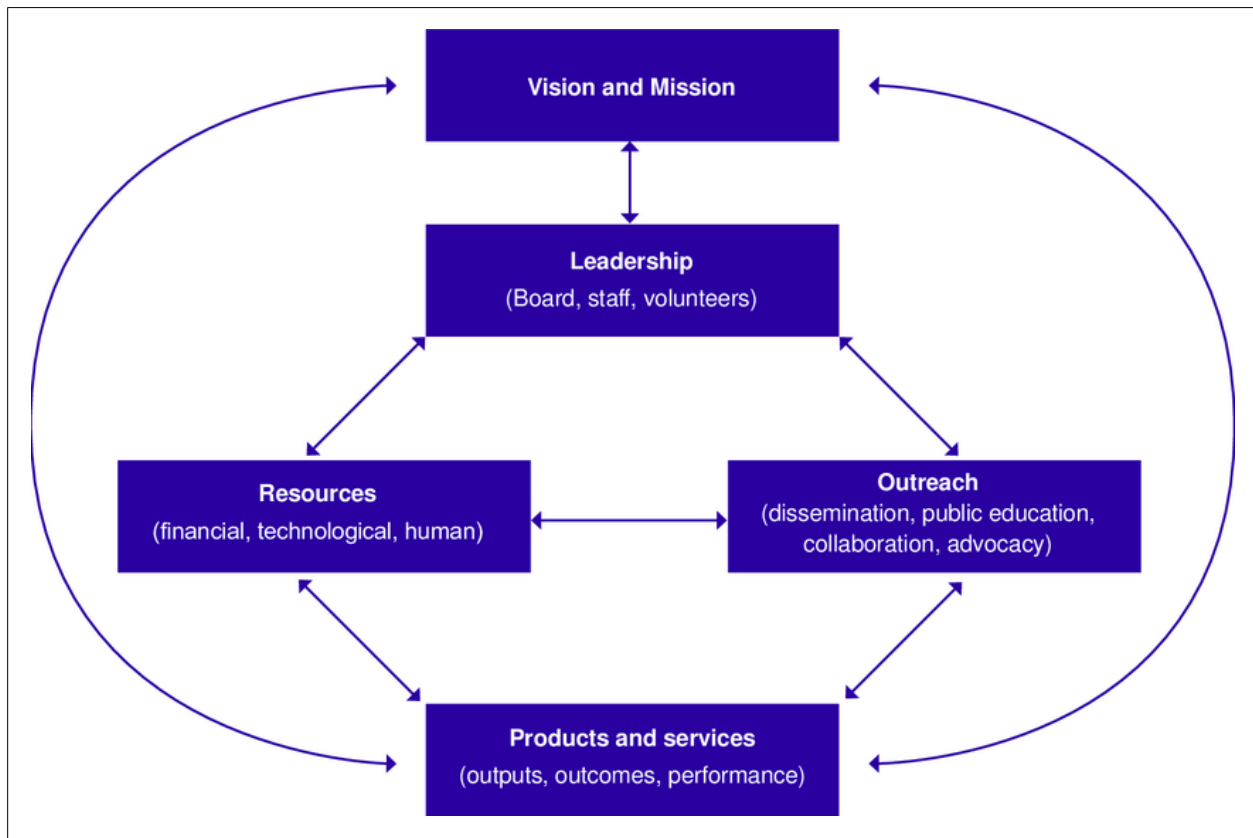 Vision and Mission
Leadership
(Board, staff, volunteers)
Resources
(financial, technological, human)
Outreach
(dissemination, public education,
collaboration, advocacy)
Products and services
(outputs, outcomes, performance)